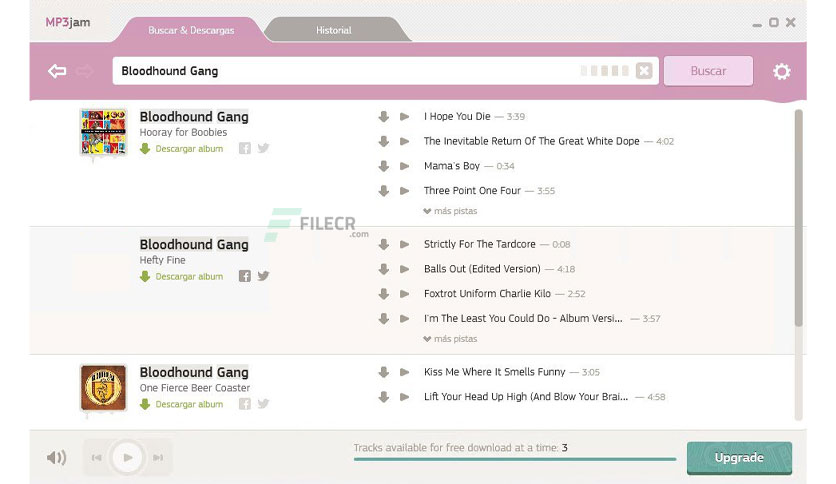 MP3jam
Buscar & Descargas
Historial
Bloodhound Gang
Buscar
Bloodhound Gang
Hooray for Boobies
Descargar album
I Hope You Die — 3:39
The Inevitable Return Of The Great White Dope — 4:02
Mama's Boy — 0:34
Three Point One Four — 3:55
más pistas
FILECR
.com
Bloodhound Gang
Hefty Fine
Descargar album
Strictly For The Tardcore — 0:08
Balls Out (Edited Version) — 4:18
Foxtrot Uniform Charlie Kilo — 2:52
I'm The Least You Could Do - Album Versi... — 3:57
más pistas
Bloodhound Gang
One Fierce Beer Coaster
Descargar album
Kiss Me Where It Smells Funny — 3:05
Lift Your Head Up High (And Blow Your Brai... — 4:58
Tracks available for free download at a time: 3
Upgrade